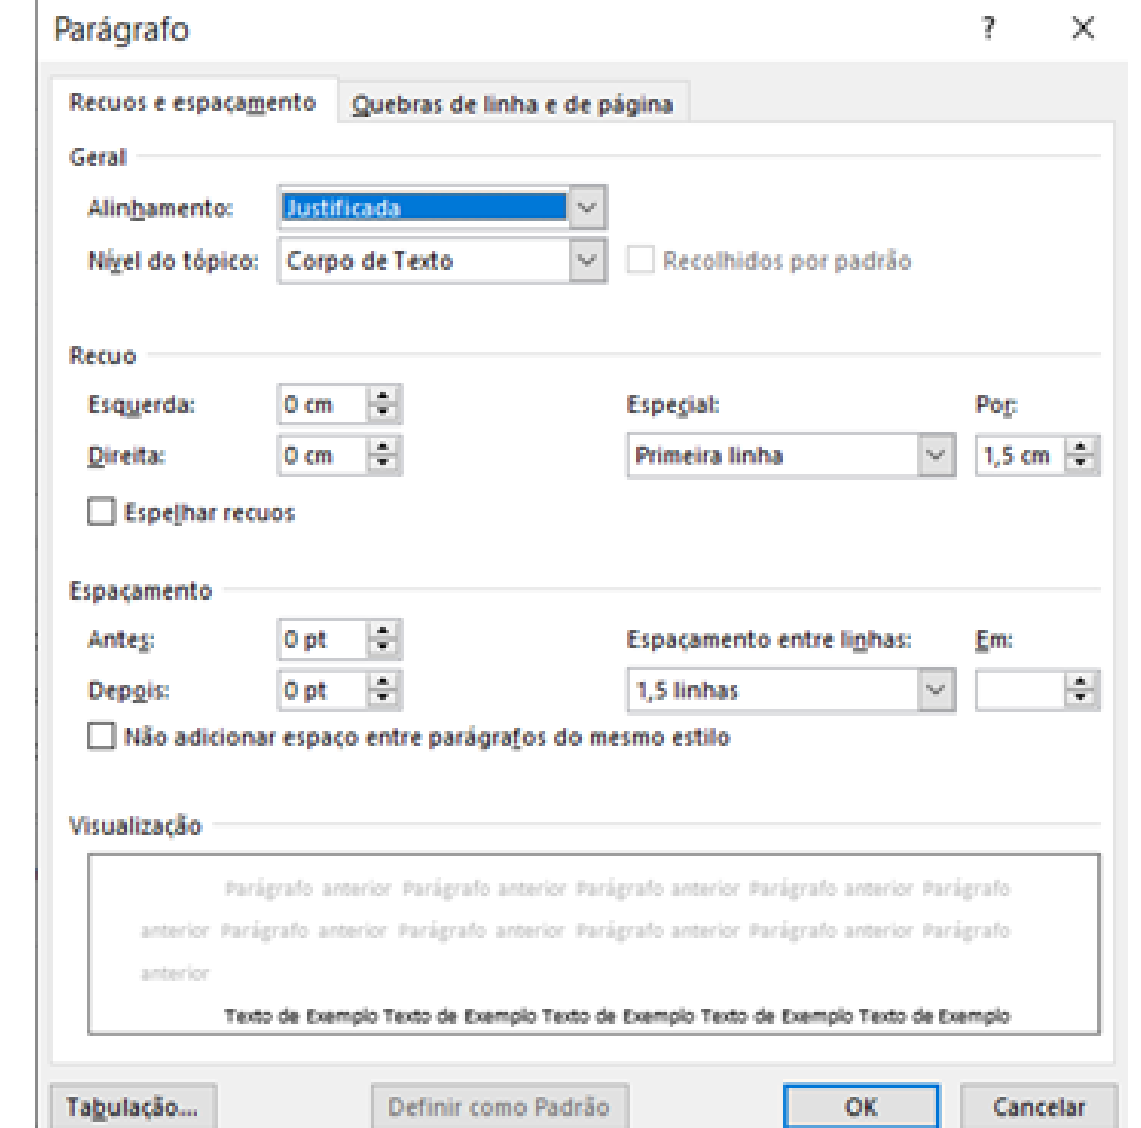 Parágrafo ? X
Recuos e espaçamento Quebras de linha e de página
Geral
Alinhamento: Justificada
Nível do tópico: Corpo de Texto Recolhidos por padrão
Recuo
Esquerda: 0 cm Especial: Por:
Direita: 0 cm Primeira linha 1,5 cm
Espelhar recuos
Espaçamento
Antes: 0 pt Espaçamento entre linhas: Em:
Depois: 0 pt 1,5 linhas
Não adicionar espaço entre parágrafos do mesmo estilo
Visualização
Parágrafo anterior Parágrafo anterior Parágrafo anterior Parágrafo anterior Parágrafo
anterior Parágrafo anterior Parágrafo anterior Parágrafo anterior Parágrafo anterior Parágrafo
anterior
Texto de Exemplo Texto de Exemplo Texto de Exemplo Texto de Exemplo Texto de Exemplo
Tabulação... Definir como Padrão OK Cancelar